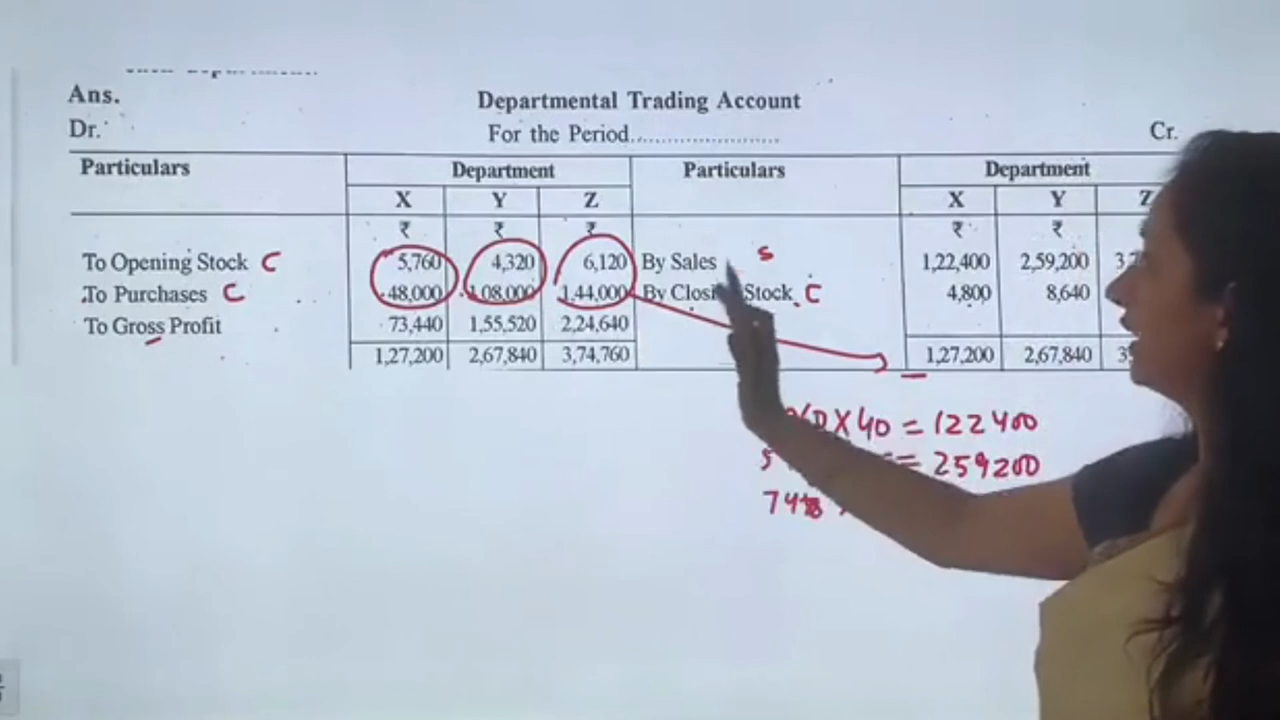 Ans.
Departmental Trading Account
Dr. For the Period....................... Cr.
Particulars Department Particulars Department
X Y Z X Y Z
₹ ₹ ₹ ₹ ₹
To Opening Stock C 5,760 4,320 6,120 By Sales s 1,22,400 2,59,200
To Purchases C 48,000 1,08,000 1,44,000 Stock C 4,800 8,640
To Gross Profit 73,440 1,55,520 2,24,640
1,27,200 2,67,840 3,74,760 1,27,200 2,67,840
X 40 = 122400
= 259200